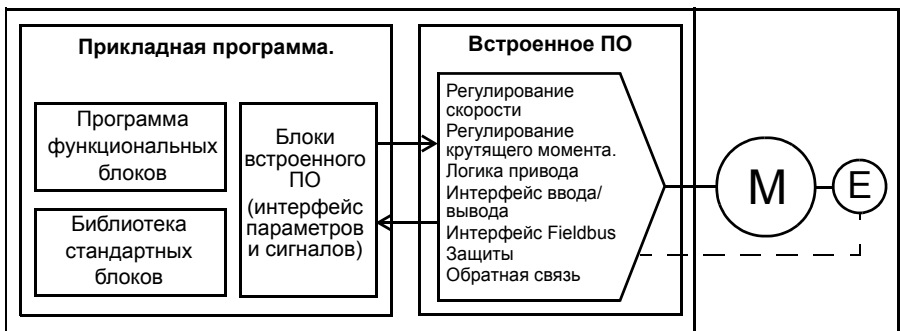 Прикладная программа.
Программа
функциональных
блоков
Библиотека
стандартных
блоков
Блоки
встроенного
ПО
(интерфейс
параметров
и сигналов)
Встроенное ПО
Регулирование
скорости
Регулирование
крутящего момента.
Логика привода
Интерфейс ввода/
вывода
Интерфейс Fieldbus
Защиты
Обратная связь
M
E